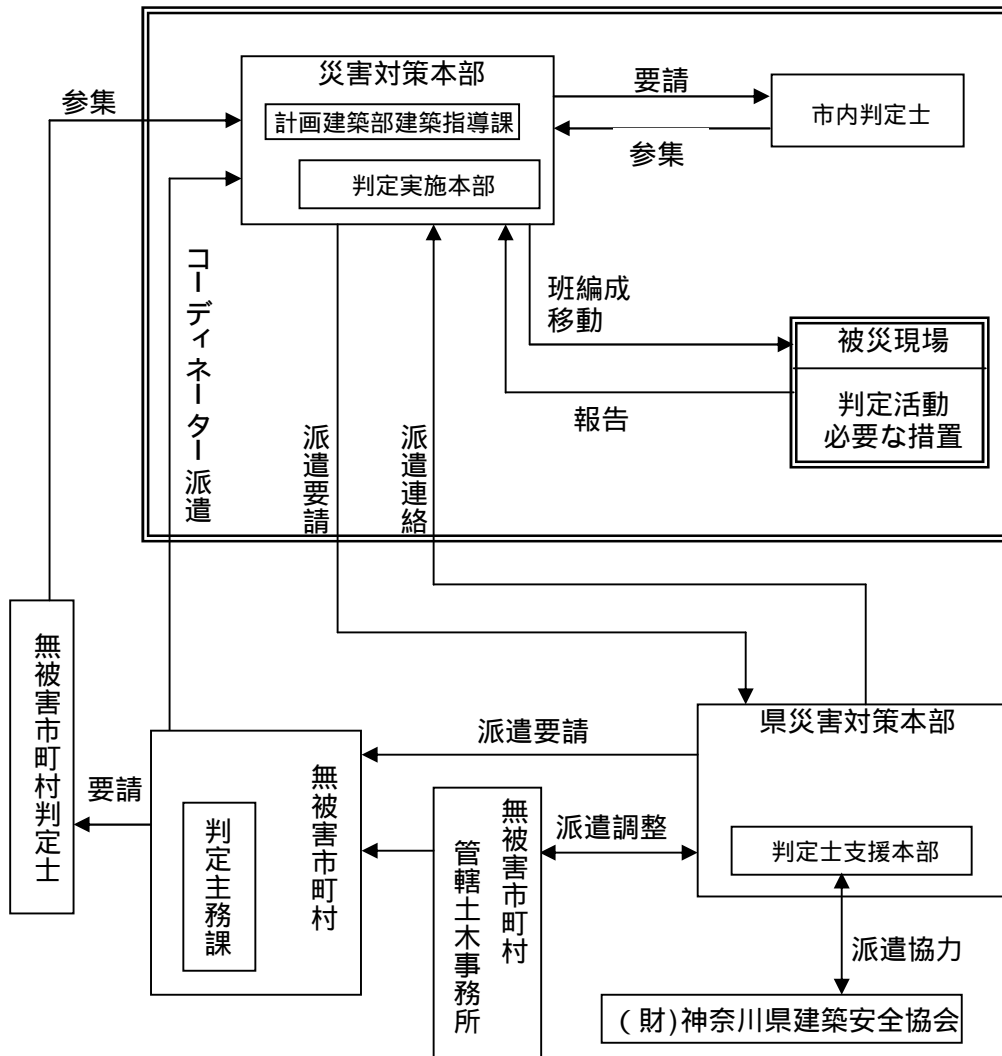 災害対策本部
計画建築部建築指導課
判定実施本部
参集
要請
参集
市内判定士
コーディネーター派遣
班編成
移動
報告
被災現場
判定活動
必要な措置
派遣要請
派遣連絡
無被害市町村判定士
要請
無被害市町村
判定主務課
派遣要請
無被害市町村
管轄土木事務所
派遣調整
県災害対策本部
判定士支援本部
派遣協力
（財)神奈川県建築安全協会